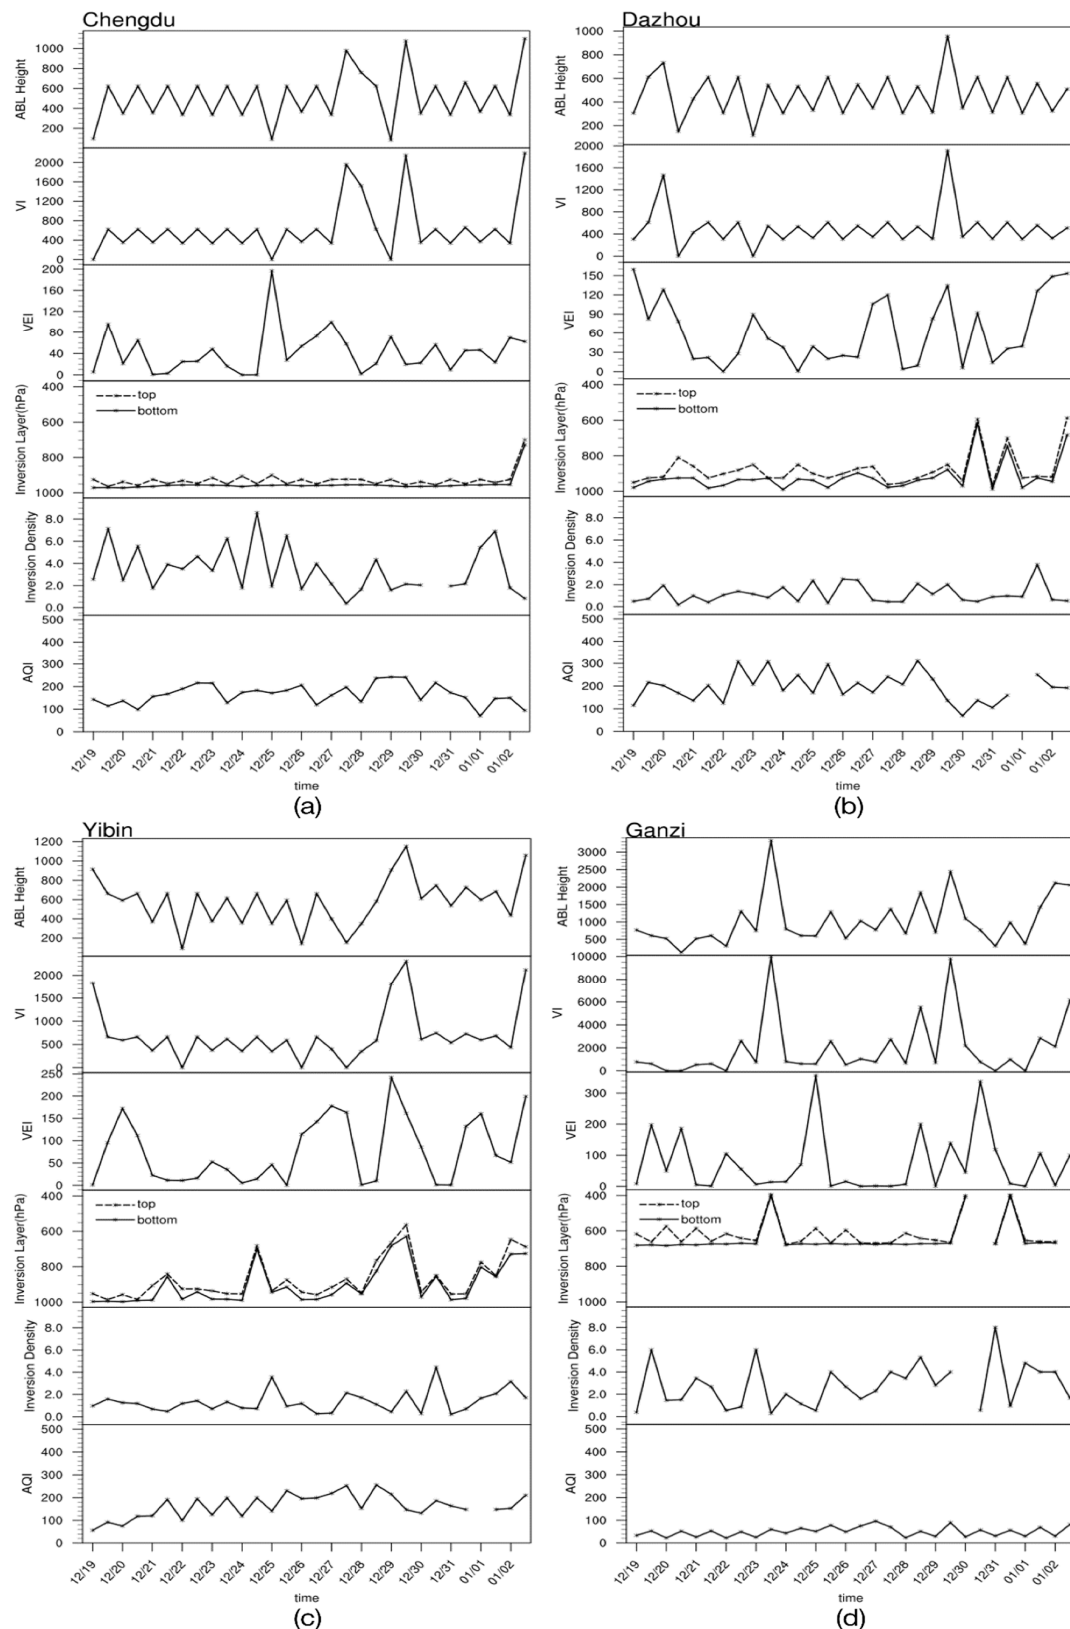 Chengdu
ABL Height
1000
800
600
400
200
VI
2000
1600
1200
800
400
0
VEI
200
160
120
80
40
0
Inversion Layer(hPa)
400
600
800
1000
top
bottom
Inversion Density
8.0
6.0
4.0
2.0
0.0
AQI
500
400
300
200
100
0
12/19 12/20 12/21 12/22 12/23 12/24 12/25 12/26 12/27 12/28 12/29 12/30 12/31 01/01 01/02
time
(a)
Dazhou
ABL Height
1000
800
600
400
200
VI
2000
1600
1200
800
400
0
VEI
150
120
90
60
30
0
Inversion Layer(hPa)
400
600
800
1000
top
bottom
Inversion Density
8.0
6.0
4.0
2.0
0.0
AQI
500
400
300
200
100
0
12/19 12/20 12/21 12/22 12/23 12/24 12/25 12/26 12/27 12/28 12/29 12/30 12/31 01/01 01/02
time
(b)
Yibin
ABL Height
1200
1000
800
600
400
200
VI
2000
1500
1000
500
0
VEI
250
200
150
100
50
0
Inversion Layer(hPa)
400
600
800
1000
top
bottom
Inversion Density
8.0
6.0
4.0
2.0
0.0
AQI
500
400
300
200
100
0
12/19 12/20 12/21 12/22 12/23 12/24 12/25 12/26 12/27 12/28 12/29 12/30 12/31 01/01 01/02
time
(c)
Ganzi
ABL Height
3000
2500
2000
1500
1000
500
VI
10000
8000
6000
4000
2000
0
VEI
300
200
100
0
Inversion Layer(hPa)
400
600
800
1000
top
bottom
Inversion Density
8.0
6.0
4.0
2.0
0.0
AQI
500
400
300
200
100
0
12/19 12/20 12/21 12/22 12/23 12/24 12/25 12/26 12/27 12/28 12/29 12/30 12/31 01/01 01/02
time
(d)